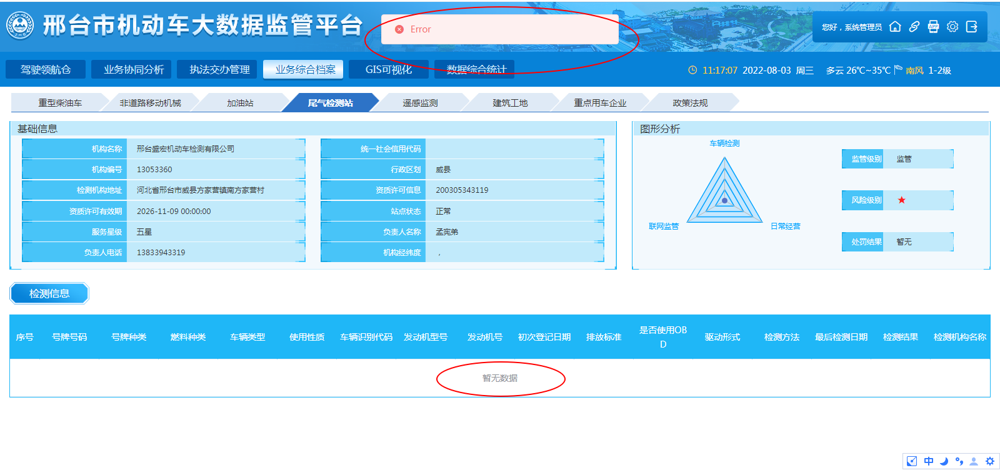 邢台市机动车大数据监管平台
Error
您好，系统管理员
APP
驾驶领航仓
业务协同分析
执法交办管理
业务综合档案
GIS可视化
数据综合统计
11:17:07 2022-08-03 周三 多云 26℃~35℃ 南风 1-2级
重型柴油车
非道路移动机械
加油站
尾气检测站
遥感监测
建筑工地
重点用车企业
政策法规
基础信息
机构名称 邢台盛宏机动车检测有限公司
统一社会信用代码
机构编号 13053360
行政区划 威县
检测机构地址 河北省邢台市威县方家营镇南方家营村
资质许可信息 200305343119
资质许可有效期 2026-11-09 00:00:00
站点状态 正常
服务星级 五星
负责人名称 孟宪弟
负责人电话 13833943319
机构经纬度 ,
图形分析
车辆检测
联网监管
日常经营
监管级别 监管
风险级别 ★
处罚结果 暂无
检测信息
序号
号牌号码
号牌种类
燃料种类
车辆类型
使用性质
车辆识别代码
发动机型号
发动机号
初次登记日期
排放标准
是否使用OB
D
驱动形式
检测方法
最后检测日期
检测结果
检测机构名称
暂无数据
中